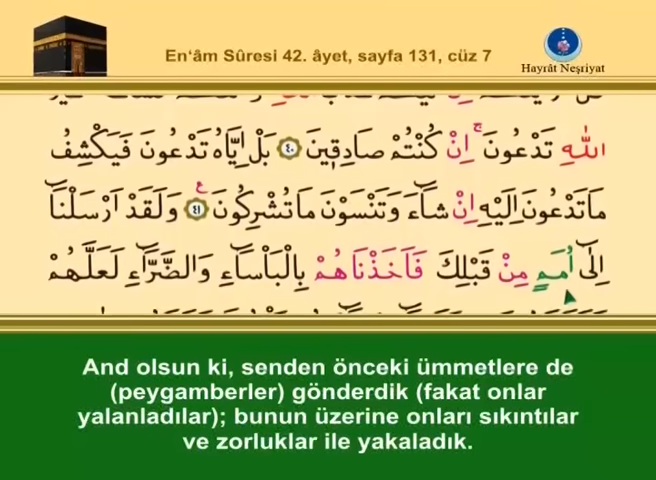 En'âm Sûresi 42. âyet, sayfa 131, cüz 7
Hayrât Neşriyat
اللّٰهِ تَدْعُونَۚ اِنْ كُنْتُمْ صَادِقٖينَ ﴿٤٠﴾ بَلْ اِيَّاهُ تَدْعُونَ فَيَكْشِفُ
مَا تَدْعُونَ اِلَيْهِ اِنْ شَٓاءَ وَتَنْسَوْنَ مَا تُشْرِكُونَ ﴿٤١﴾ وَلَقَدْ اَرْسَلْنَٓا
اِلٰٓى اُمَمٍ مِنْ قَبْلِكَ فَاَخَذْنَاهُمْ بِالْبَاْسَٓاءِ وَالضَّرَّٓاءِ لَعَلَّهُمْ
And olsun ki, senden önceki ümmetlere de
(peygamberler) gönderdik (fakat onlar
yalanladılar); bunun üzerine onları sıkıntılar
ve zorluklar ile yakaladık.